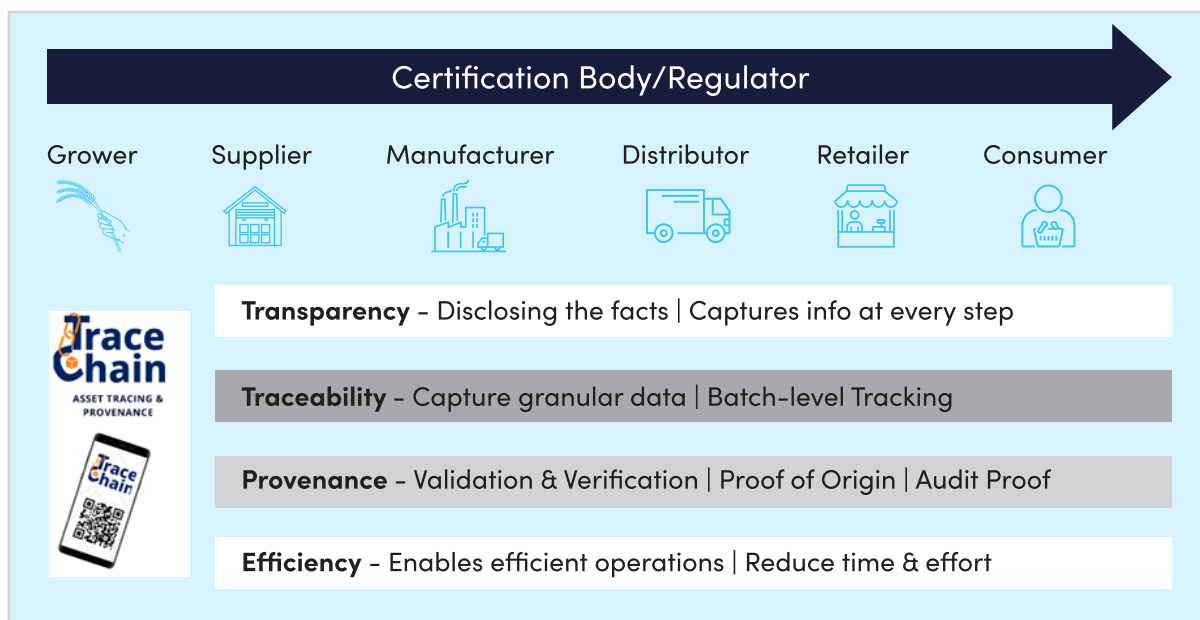 Certification Body/Regulator
Grower Supplier Manufacturer Distributor Retailer Consumer
Transparency - Disclosing the facts | Captures info at every step
Trace
Chain
ASSET TRACING &
PROVENANCE
Traceability - Capture granular data | Batch-level Tracking
Trace
Chain
Provenance - Validation & Verification | Proof of Origin | Audit Proof
Efficiency - Enables efficient operations | Reduce time & effort